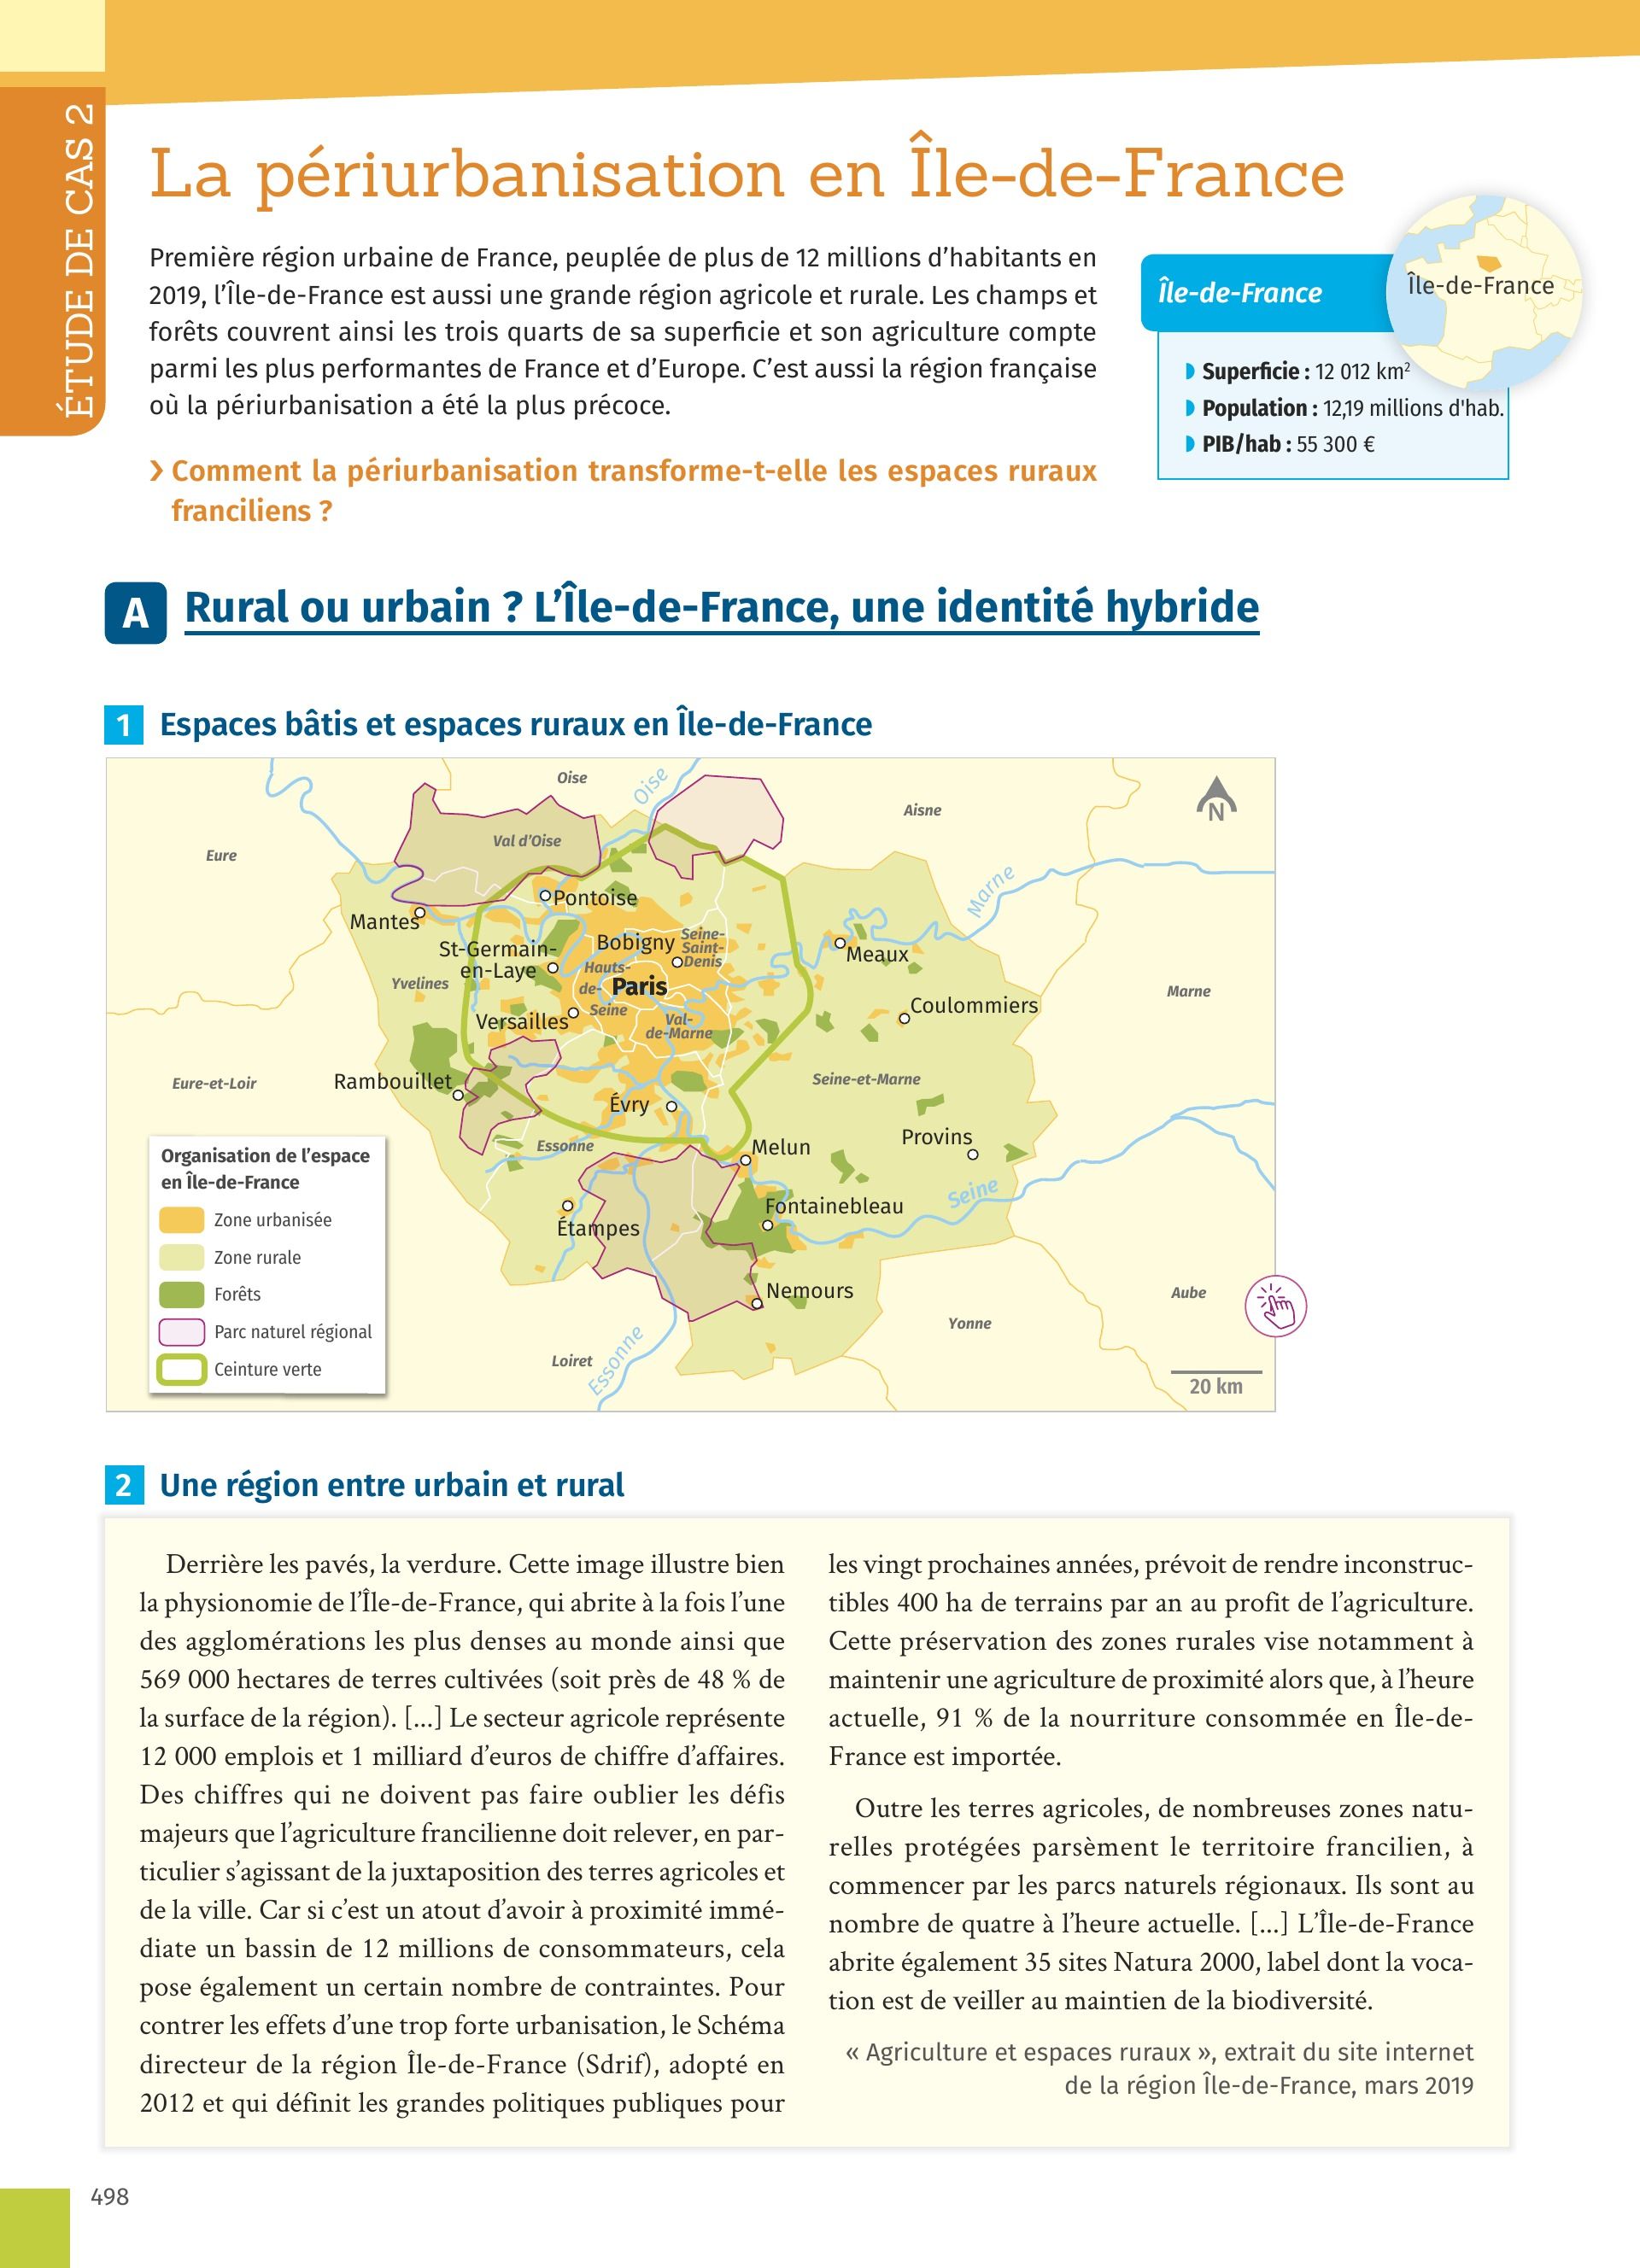 ÉTUDE DE CAS 2
La périurbanisation en Île-de-France
Première région urbaine de France, peuplée de plus de 12 millions d’habitants en
2019, l’Île-de-France est aussi une grande région agricole et rurale. Les champs et
forêts couvrent ainsi les trois quarts de sa superficie et son agriculture compte
parmi les plus performantes de France et d’Europe. C’est aussi la région française
où la périurbanisation a été la plus précoce.
› Comment la périurbanisation transforme-t-elle les espaces ruraux
franciliens ?
Île-de-France
Île-de-France
Superficie : 12 012 km²
Population : 12,19 millions d'hab.
PIB/hab : 55 300 €
A Rural ou urbain ? L’Île-de-France, une identité hybride
1 Espaces bâtis et espaces ruraux en Île-de-France
Oise
Oise
Aisne
N
Eure
Val d’Oise
Marne
Pontoise
Mantes
St-Germain-
en-Laye
Bobigny
Seine-
Saint-
Denis
Meaux
Hauts-
de-
Seine
Paris
Yvelines
Marne
Coulommiers
Versailles
Val-
de-Marne
Eure-et-Loir
Rambouillet
Seine-et-Marne
Évry
Provins
Essonne
Melun
Seine
Fontainebleau
Étampes
Nemours
Aube
Yonne
Loiret
Essonne
20 km
Organisation de l’espace
en Île-de-France
Zone urbanisée
Zone rurale
Forêts
Parc naturel régional
Ceinture verte
2 Une région entre urbain et rural
Derrière les pavés, la verdure. Cette image illustre bien
la physionomie de l’Île-de-France, qui abrite à la fois l’une
des agglomérations les plus denses au monde ainsi que
569 000 hectares de terres cultivées (soit près de 48 % de
la surface de la région). [...] Le secteur agricole représente
12 000 emplois et 1 milliard d’euros de chiffre d’affaires.
Des chiffres qui ne doivent pas faire oublier les défis
majeurs que l’agriculture francilienne doit relever, en par-
ticulier s’agissant de la juxtaposition des terres agricoles et
de la ville. Car si c’est un atout d’avoir à proximité immé-
diate un bassin de 12 millions de consommateurs, cela
pose également un certain nombre de contraintes. Pour
contrer les effets d’une trop forte urbanisation, le Schéma
directeur de la région Île-de-France (Sdrif), adopté en
2012 et qui définit les grandes politiques publiques pour
les vingt prochaines années, prévoit de rendre inconstruc-
tibles 400 ha de terrains par an au profit de l’agriculture.
Cette préservation des zones rurales vise notamment à
maintenir une agriculture de proximité alors que, à l’heure
actuelle, 91 % de la nourriture consommée en Île-de-
France est importée.
Outre les terres agricoles, de nombreuses zones natu-
relles protégées parsèment le territoire francilien, à
commencer par les parcs naturels régionaux. Ils sont au
nombre de quatre à l’heure actuelle. [...] L’Île-de-France
abrite également 35 sites Natura 2000, label dont la voca-
tion est de veiller au maintien de la biodiversité.
« Agriculture et espaces ruraux », extrait du site internet
de la région Île-de-France, mars 2019
498